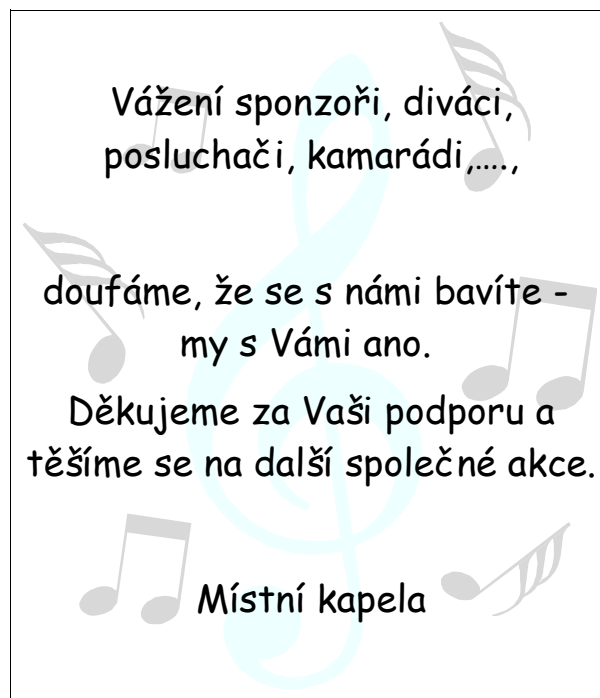 Vážení sponzoři, diváci,
posluchači, kamarádi,....,
doufáme, že se s námi bavíte -
my s Vámi ano.
Děkujeme za Vaši podporu a
těšíme se na další společné akce.
Místní kapela